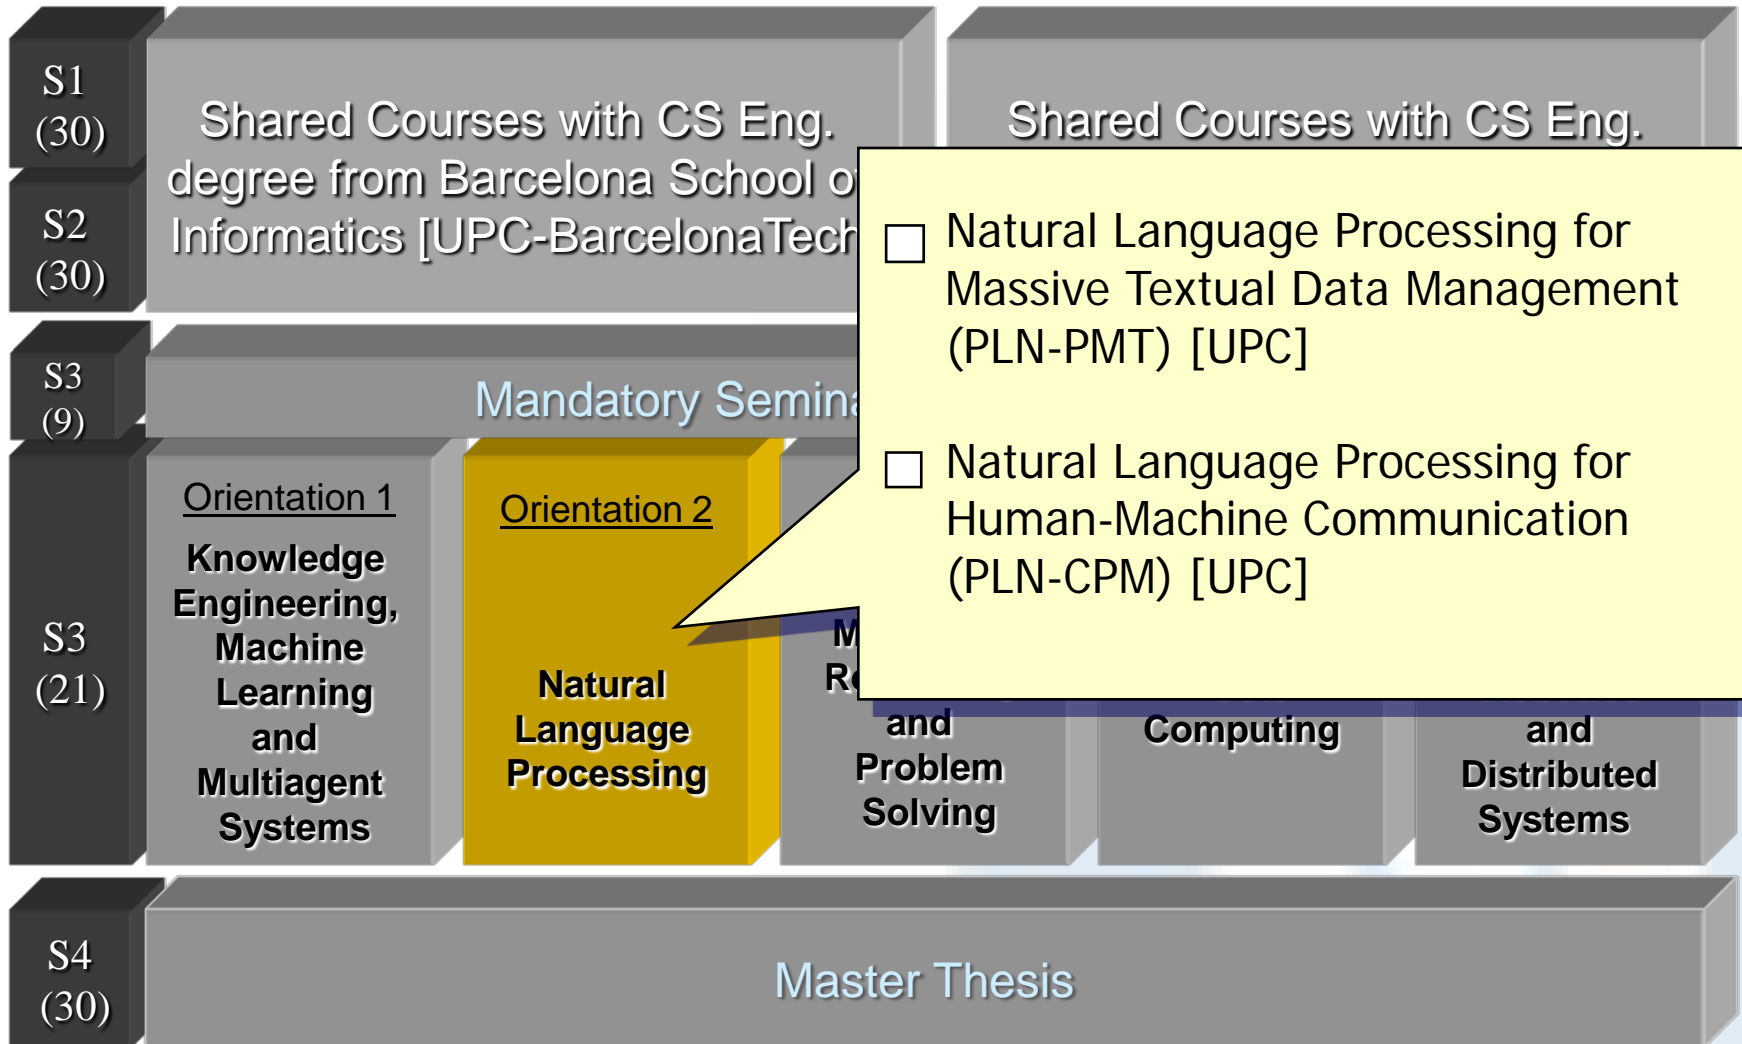 S1
(30)
S2
(30)
Shared Courses with CS Eng.
degree from Barcelona School
Informatics [UPC-BarcelonaTech
Shared Courses with CS Eng.
Natural Language Processing for
Massive Textual Data Management
(PLN-PMT) [UPC]
Natural Language Processing for
Human-Machine Communication
(PLN-CPM) [UPC]
S3
(9)
Mandatory
S3
(21)
Orientation 1
Knowledge
Engineering,
Machine
Learning
and
Multiagent
Systems
Orientation 2
Natural
Language
Processing
and
Problem
Solving
Computing
and
Distributed
Systems
S4
(30)
Master Thesis